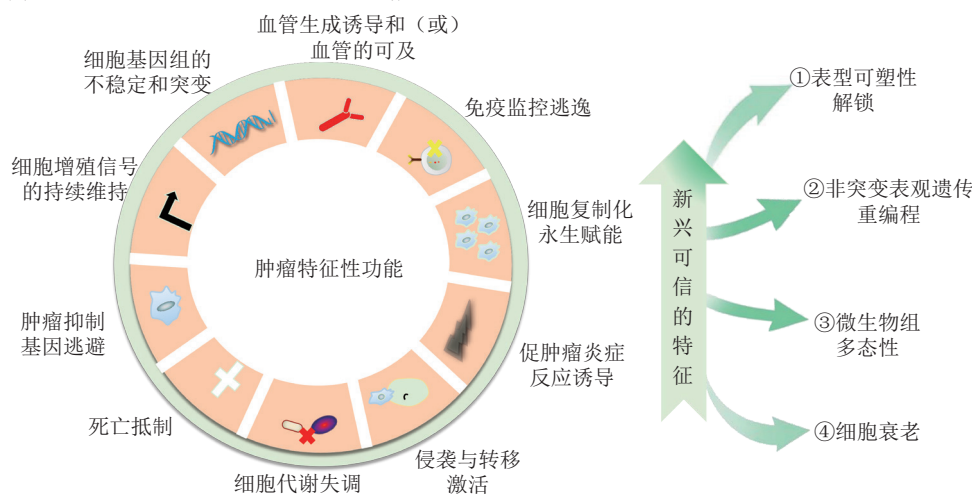 血管生成诱导和（或）
血管的可及
细胞基因组的
不稳定和突变
免疫监控逃逸
细胞增殖信号
的持续维持
细胞复制化
永生赋能
肿瘤特征性功能
肿瘤抑制
基因逃避
促肿瘤炎症
反应诱导
死亡抵制
侵袭与转移
激活
细胞代谢失调
新兴可信的特征
①表型可塑性
解锁
②非突变表观遗传
重编程
③微生物组
多态性
④细胞衰老